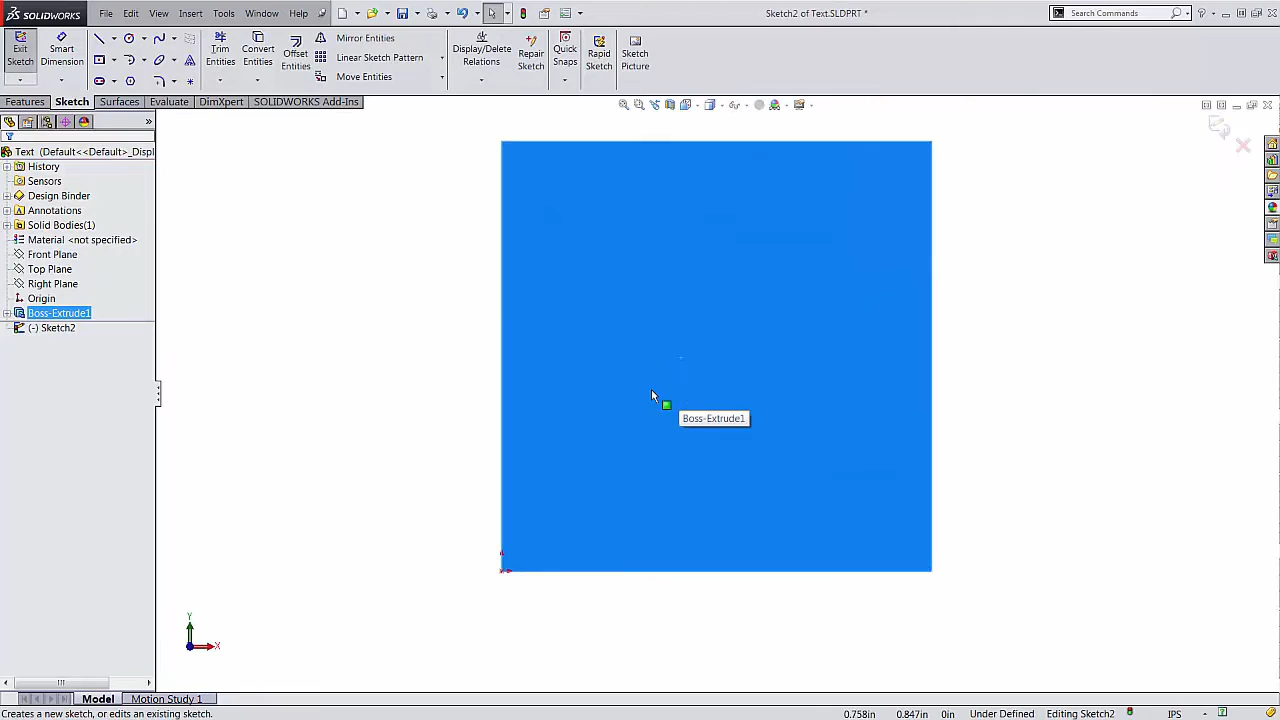 SOLIDWORKS
File Edit View Insert Tools Window Help
Sketch2 of Text.SLDPRT *
Search Commands
Exit Sketch
Smart Dimension
Trim Entities
Convert Entities
Offset Entities
Mirror Entities
Linear Sketch Pattern
Move Entities
Display/Delete Relations
Repair Sketch
Quick Snaps
Rapid Sketch
Sketch Picture
Features Sketch Surfaces Evaluate DimXpert SOLIDWORKS Add-Ins
Text (Default<<Default>_Displ
History
Sensors
Design Binder
Annotations
Solid Bodies(1)
Material <not specified>
Front Plane
Top Plane
Right Plane
Origin
Boss-Extrude1
(-) Sketch2
Boss-Extrude1
Y
X
Model Motion Study 1
Creates a new sketch, or edits an existing sketch.
0.758in 0.847in 0in Under Defined Editing Sketch2 IPS